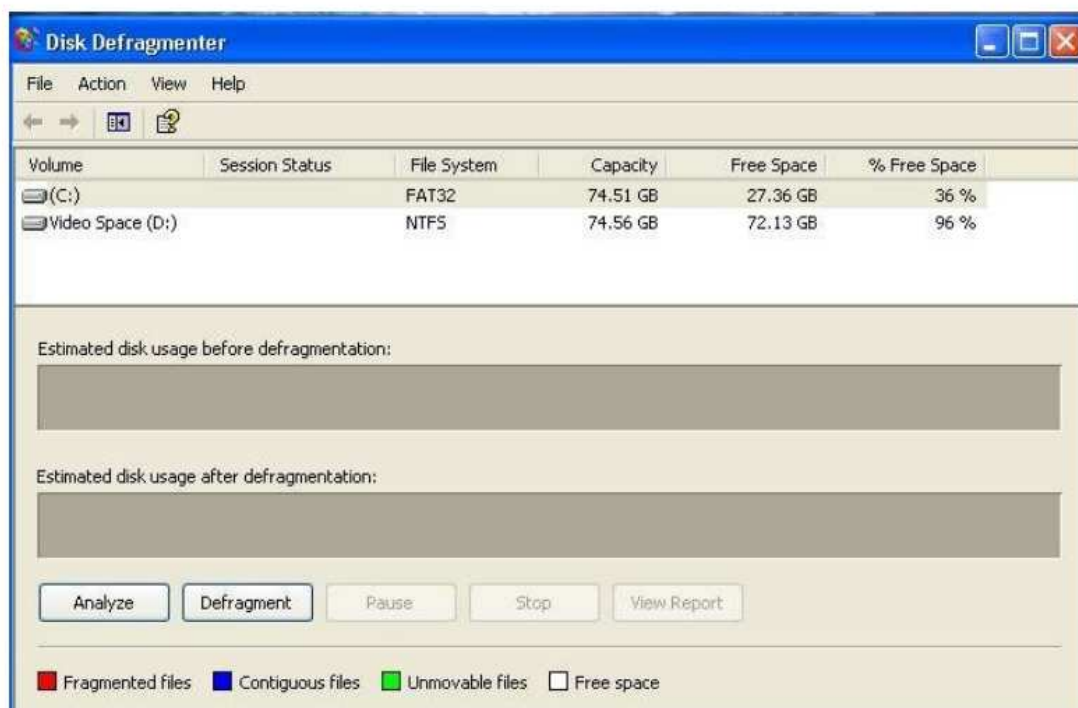 Disk Defragmenter
File Action View Help
Volume Session Status File System Capacity Free Space % Free Space
(C:) FAT32 74.51 GB 27.36 GB 36 %
Video Space (D:) NTFS 74.56 GB 72.13 GB 96 %
Estimated disk usage before defragmentation:
Estimated disk usage after defragmentation:
Analyze Defragment Pause Stop View Report
Fragmented files Contiguous files Unmovable files Free space